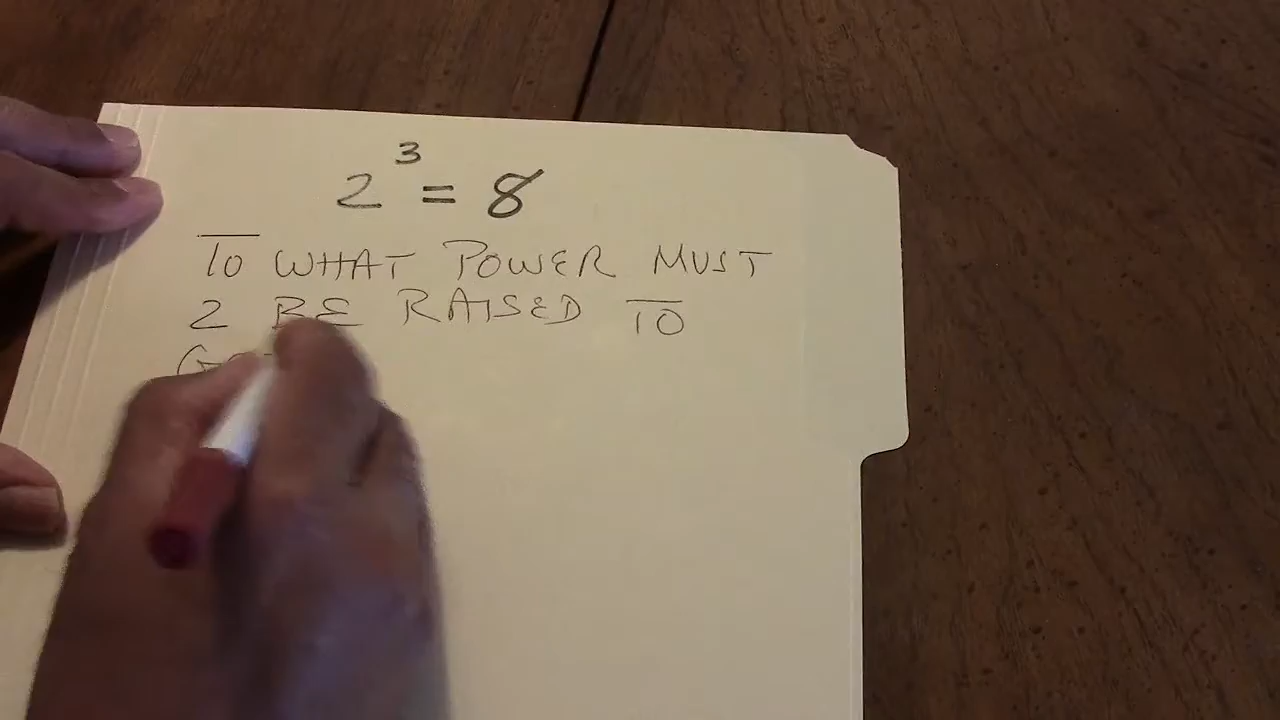 2³ = 8
TO WHAT POWER MUST
2 BE RAISED TO